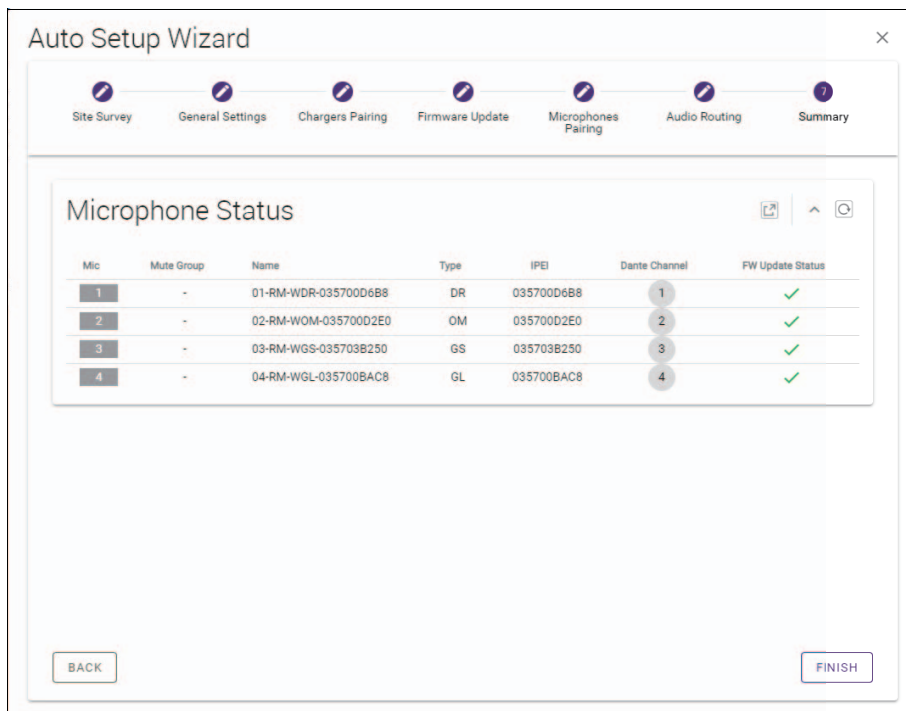 Auto Setup Wizard
Site Survey General Settings Chargers Pairing Firmware Update Microphones Pairing Audio Routing 7 Summary
Microphone Status
Mic Mute Group Name Type IPEI Dante Channel FW Update Status
1 - 01-RM-WDR-035700D6B8 DR 035700D6B8 1
2 - 02-RM-WOM-035700D2E0 OM 035700D2E0 2
3 - 03-RM-WGS-035703B250 GS 035703B250 3
4 - 04-RM-WGL-035700BAC8 GL 035700BAC8 4
BACK FINISH